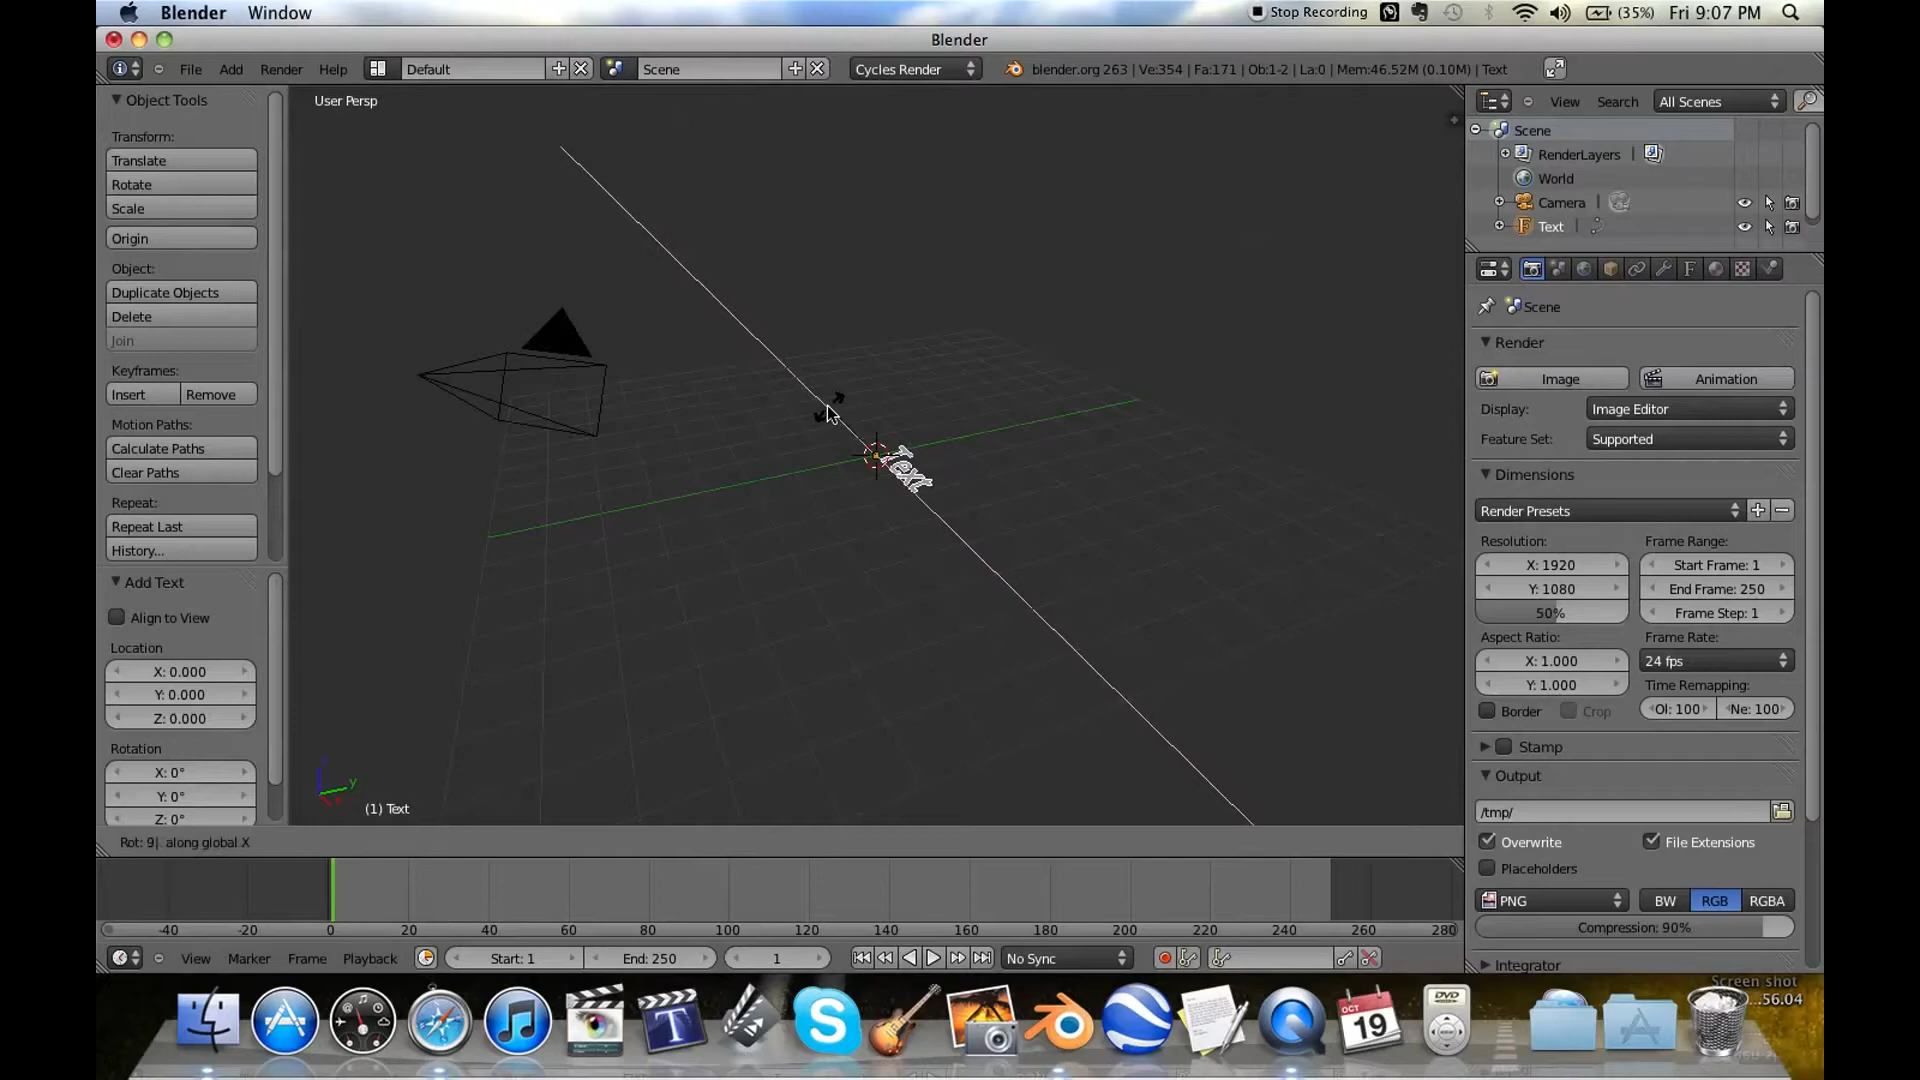 Blender Window Stop Recording (35%) Fri 9:07 PM
Blender
File Add Render Help Default Scene Cycles Render blender.org 263 | Ve:354 | Fa:171 | Ob:1-2 | La:0 | Mem:46.52M (0.10M) | Text
Object Tools
Transform:
Translate
Rotate
Scale
Origin
Object:
Duplicate Objects
Delete
Join
Keyframes:
Insert Remove
Motion Paths:
Calculate Paths
Clear Paths
Repeat:
Repeat Last
History...
Add Text
Align to View
Location
X: 0.000
Y: 0.000
Z: 0.000
Rotation
X: 0°
Y: 0°
Z: 0°
User Persp
Text
y
(1) Text
Rot: 9|. along global X
View Search All Scenes
Scene
RenderLayers
World
Camera
Text
Scene
Render
Image Animation
Display: Image Editor
Feature Set: Supported
Dimensions
Render Presets
Resolution: Frame Range:
X: 1920 Start Frame: 1
Y: 1080 End Frame: 250
50% Frame Step: 1
Aspect Ratio: Frame Rate:
X: 1.000 24 fps
Y: 1.000 Time Remapping:
Border Crop Ol: 100 Ne: 100
Stamp
Output
/tmp/
Overwrite File Extensions
Placeholders
PNG BW RGB RGBA
Compression: 90%
Integrator
-40 -20 0 20 40 60 80 100 120 140 160 180 200 220 240 260 280
View Marker Frame Playback Start: 1 End: 250 1 No Sync
Screen shot
...56.04
19
DVD